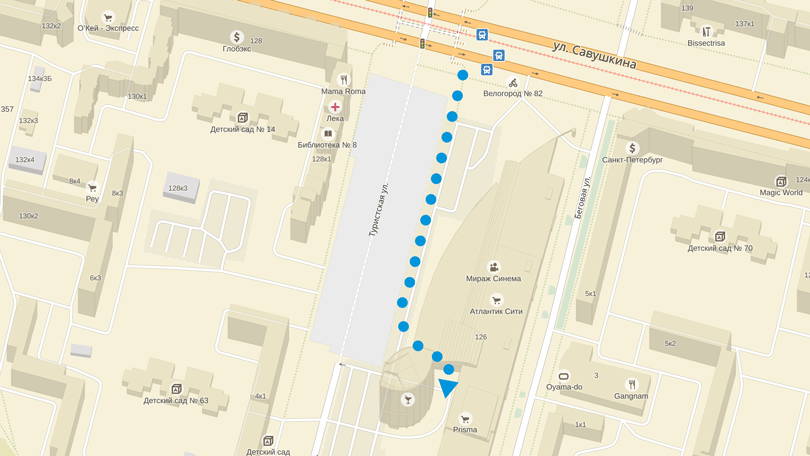 139
132к2
О'Кей - Экспресс
137к1
Глобэкс
128
ул. Савушкина
Bissectrisa
134к3Б
Mama Roma
130к1
Велогород № 82
357
132к3
Лека
Детский сад № 14
Библиотека № 8
128к1
Санкт-Петербург
132к4
8к4
Реу
8к3
128к3
124к
Magic World
Туристская ул.
Беговая ул.
130к2
Детский сад № 70
6к3
Мираж Синема
5к1
Атлантик Сити
126
5к2
3
Oyama-do
Gangnam
4к1
Детский сад № 63
Prisma
1к1
Детский сад